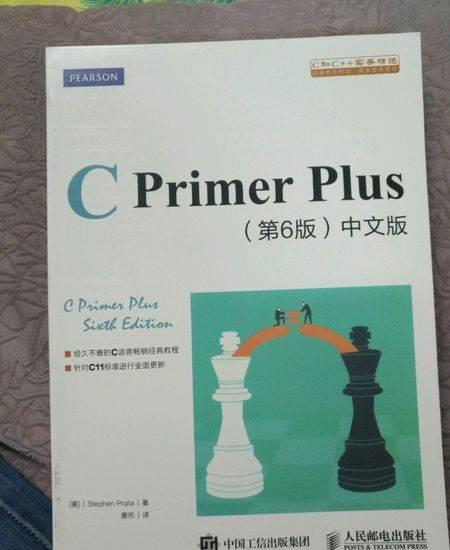 PEARSON
C和C++实务精选
C Primer Plus
（第6版）中文版
C Primer Plus
Sixth Edition
经久不衰的C语言畅销经典教程
针对C11标准进行全面更新
[美] Stephen Prata 著
姜佑 译
中国工信出版集团
人民邮电出版社